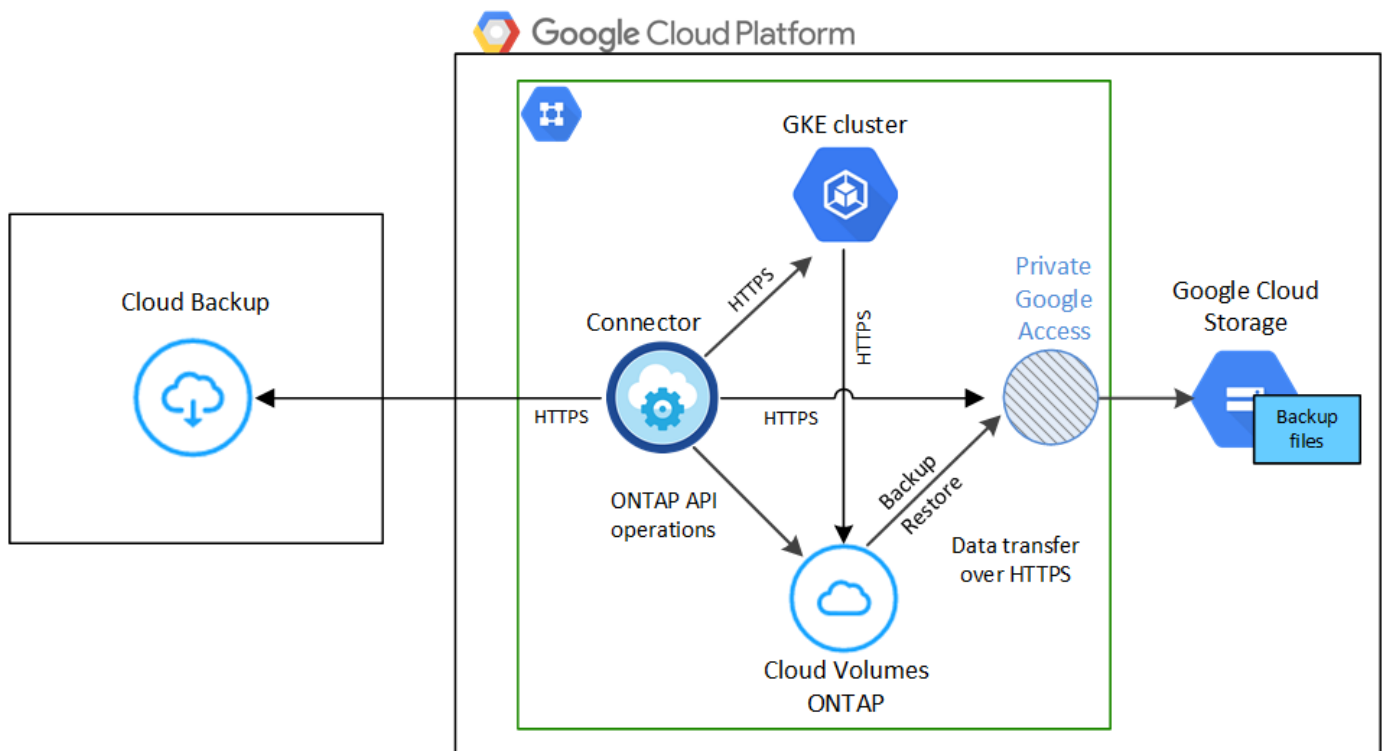 Google Cloud Platform
GKE cluster
Private
Google
Access
Google Cloud
Storage
Cloud Backup
Connector
HTTPS
HTTPS
HTTPS
HTTPS
Backup
files
Backup
Restore
ONTAP API
operations
Data transfer
over HTTPS
Cloud Volumes
ONTAP